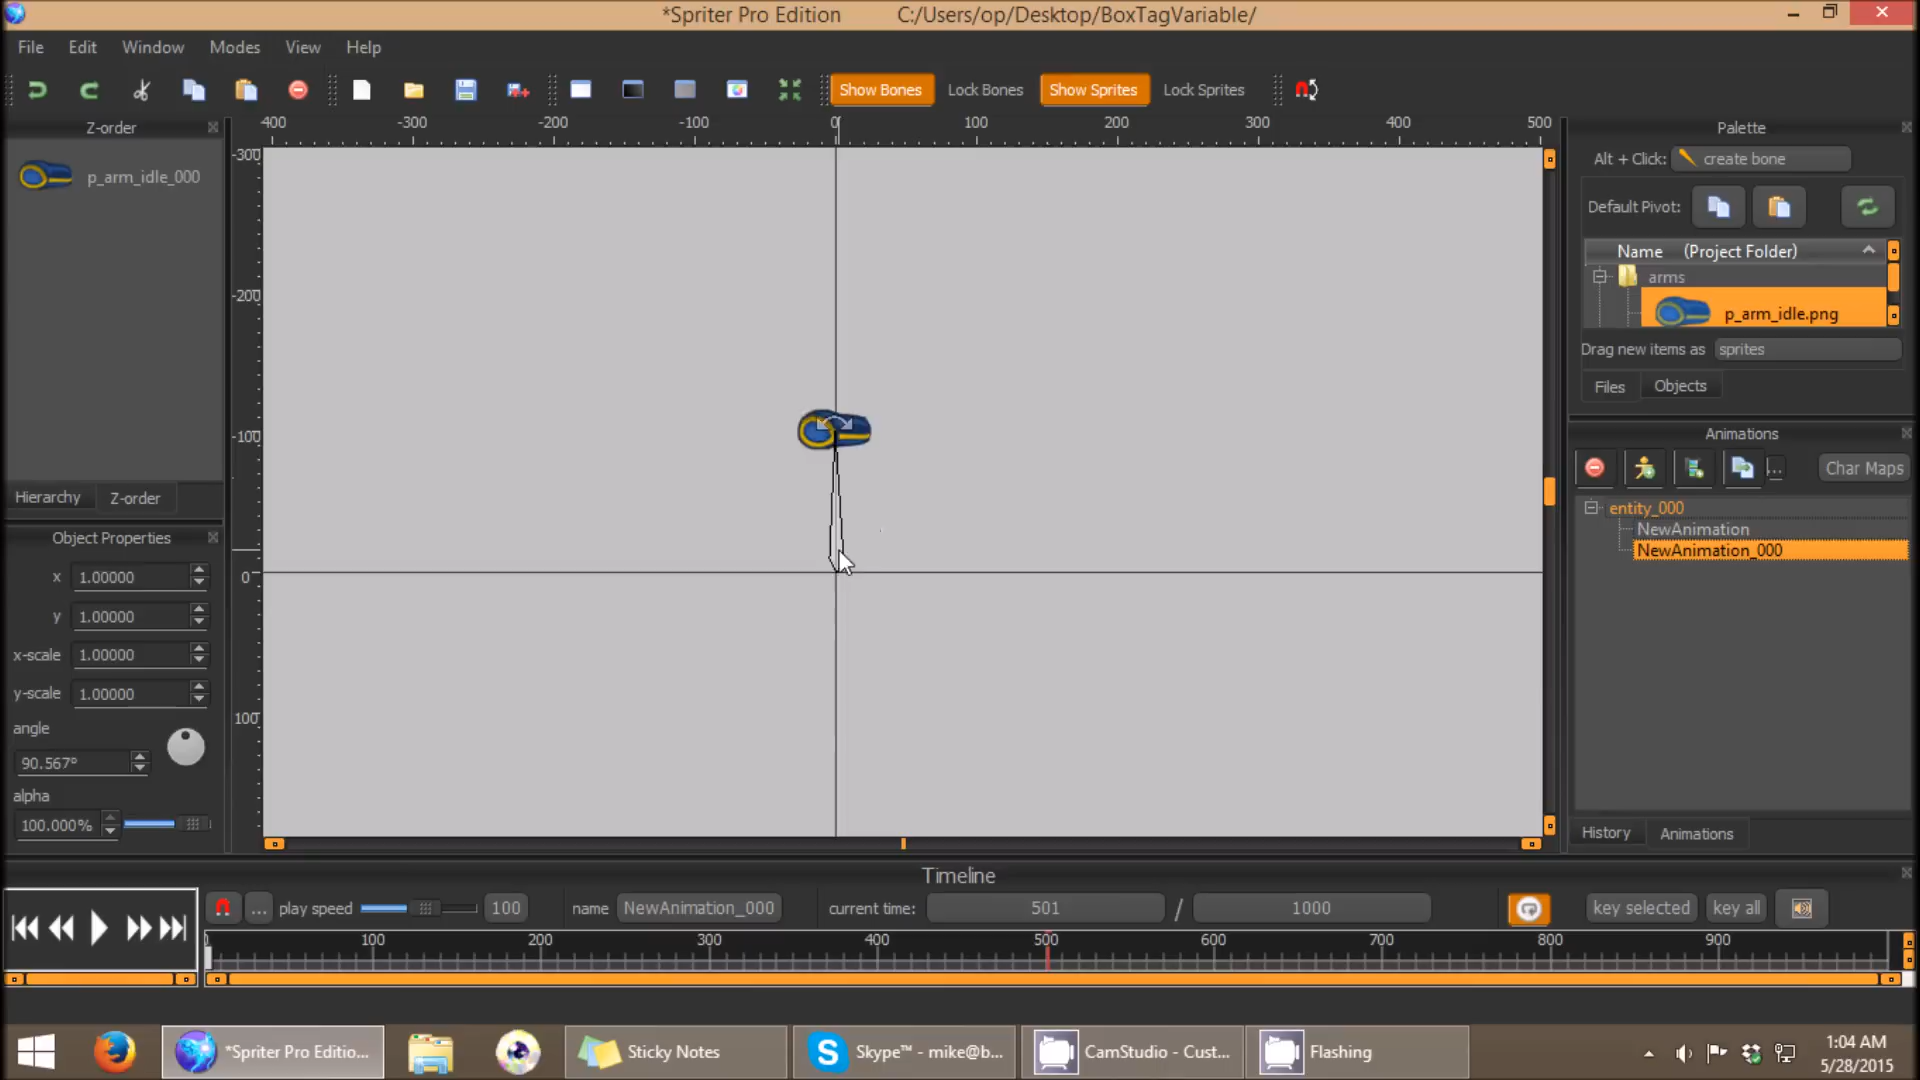 *Spriter Pro Edition C:/Users/op/Desktop/BoxTagVariable/
File Edit Window Modes View Help
Show Bones Lock Bones Show Sprites Lock Sprites
Z-order
p_arm_idle_000
Hierarchy Z-order
Object Properties
x 1.00000
y 1.00000
x-scale 1.00000
y-scale 1.00000
angle
90.567º
alpha
100.000%
-400 -300 -200 -100 0 100 200 300 400 500
-300
-200
-100
0
100
Palette
Alt + Click: create bone
Default Pivot:
Name (Project Folder)
arms
p_arm_idle.png
Drag new items as sprites
Files Objects
Animations
... Char Maps
entity_000
NewAnimation
NewAnimation_000
History Animations
Timeline
... play speed 100 name NewAnimation_000 current time: 501 / 1000 key selected key all
0 100 200 300 400 500 600 700 800 900
*Spriter Pro Editio... Sticky Notes Skype™ - mike@b... CamStudio - Cust... Flashing
1:04 AM
5/28/2015